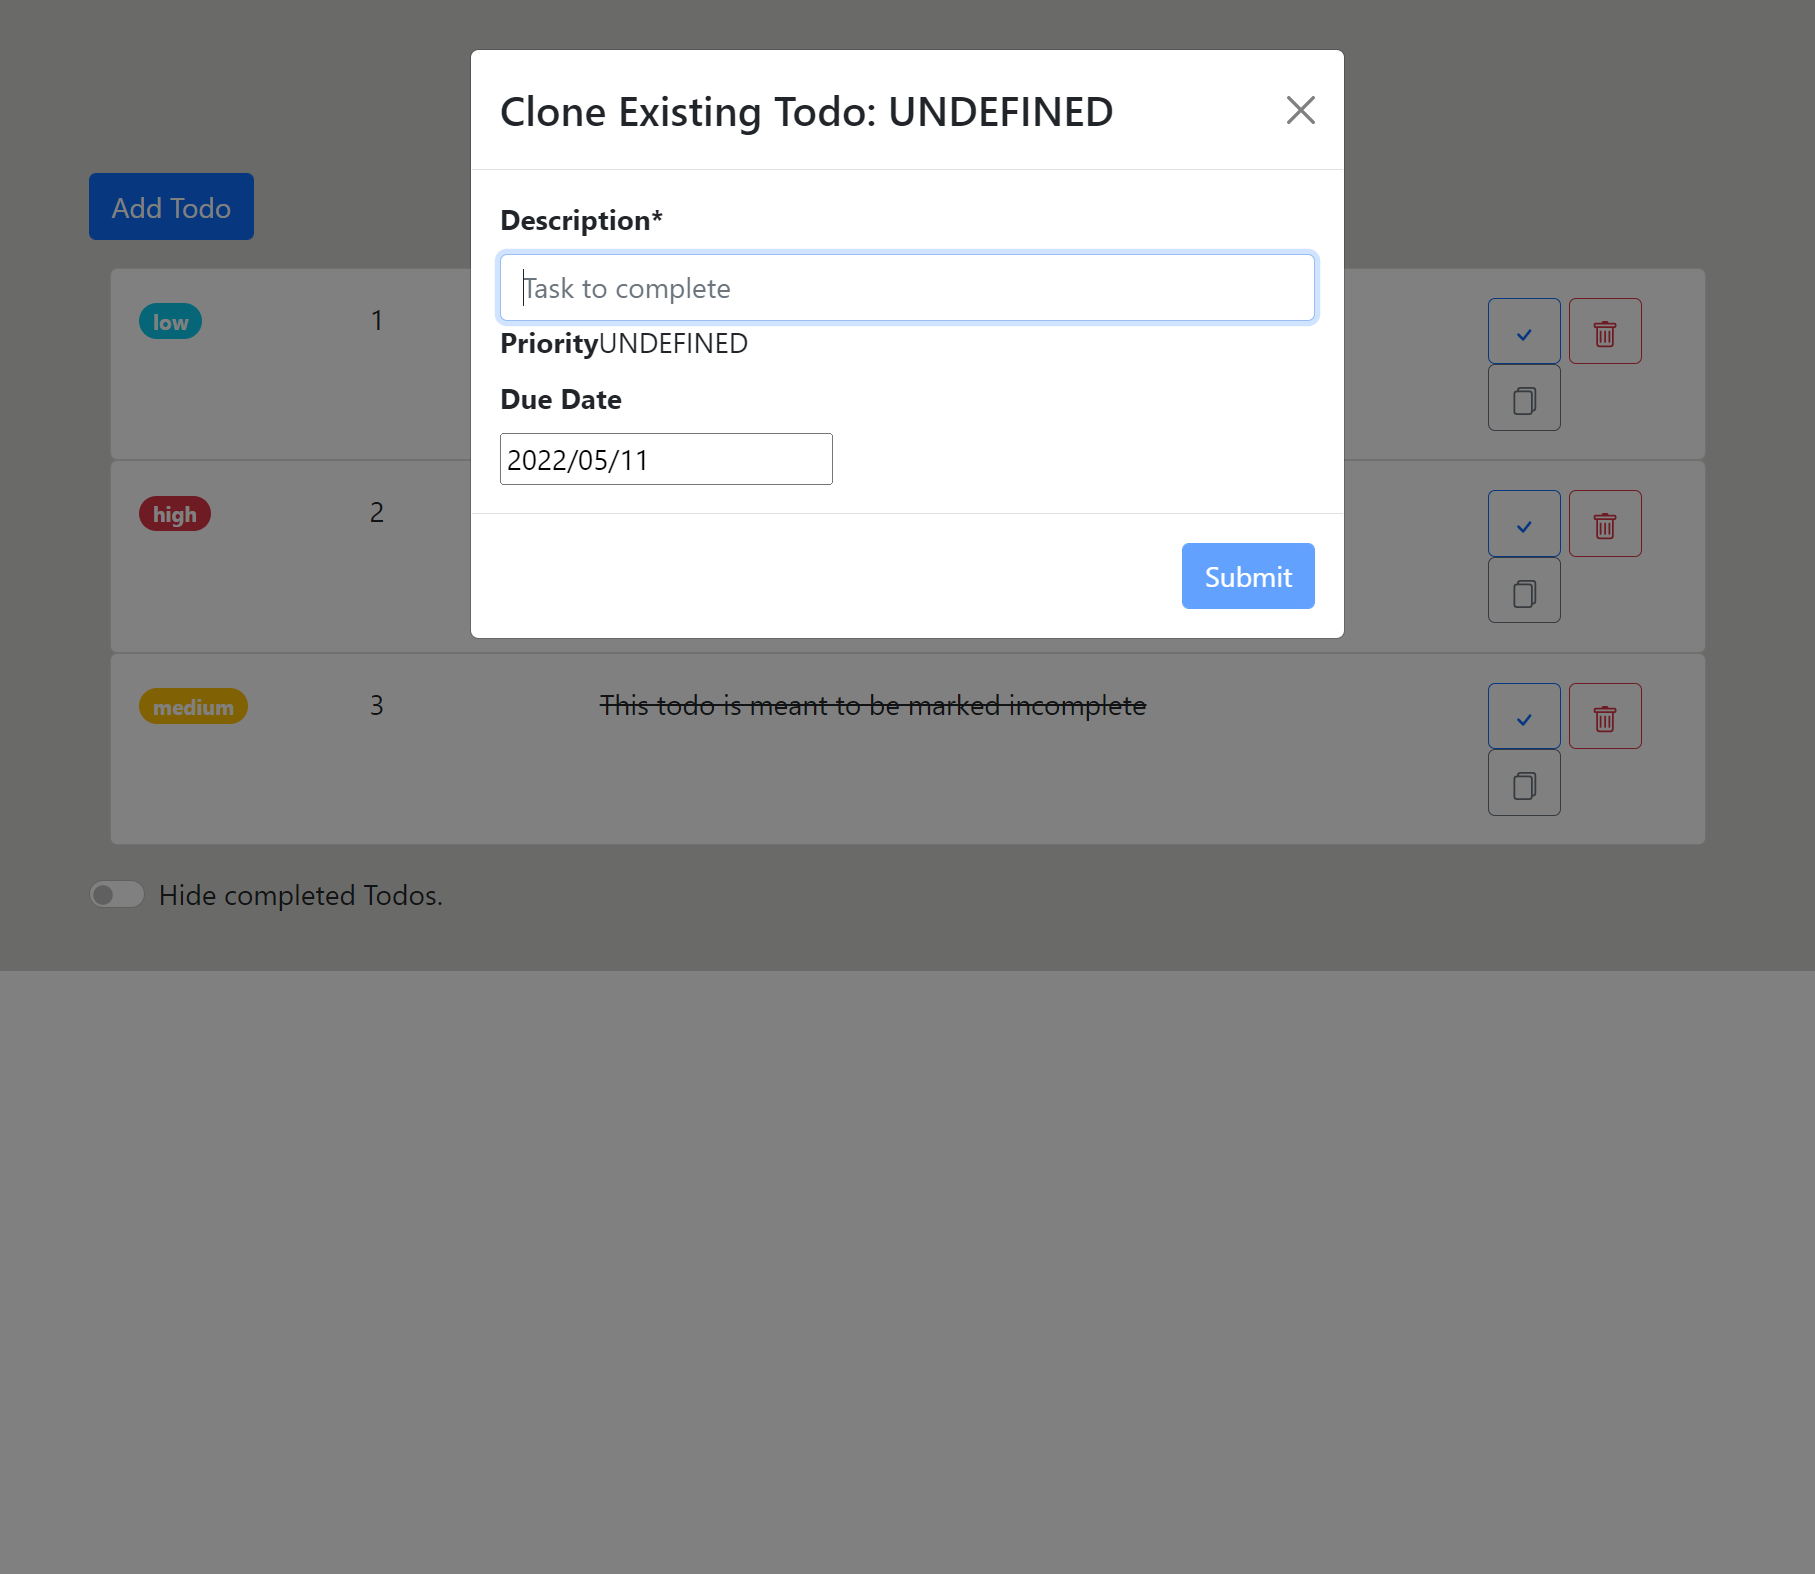 Clone Existing Todo: UNDEFINED
Add Todo
Description*
Task to complete
PriorityUNDEFINED
Due Date
2022/05/11
Submit
low 1
high 2
medium 3 This todo is meant to be marked incomplete
Hide completed Todos.